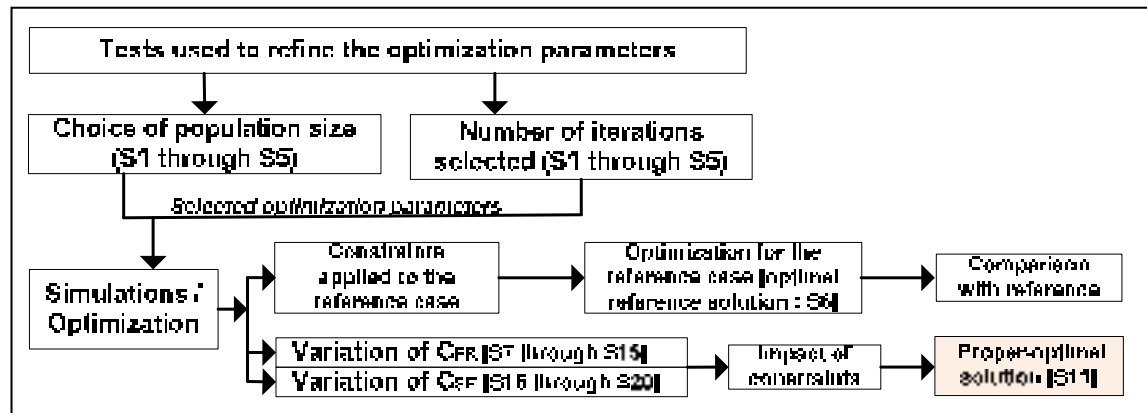 Tests used to refine the optimization parameters
Choice of population size
(S1 through S5)
Number of iterations
selected (S1 through S5)
Selected optimization parameters
Simulations /
Optimization
applied to the
reference case
Optimization for the
reference case [optimal
reference solution : S6]
Comparison
with reference
Variation of CFR [S7 through S15]
Variation of CSF [S16 through S20]
Impact of
Proper-optimal
solution [S11]